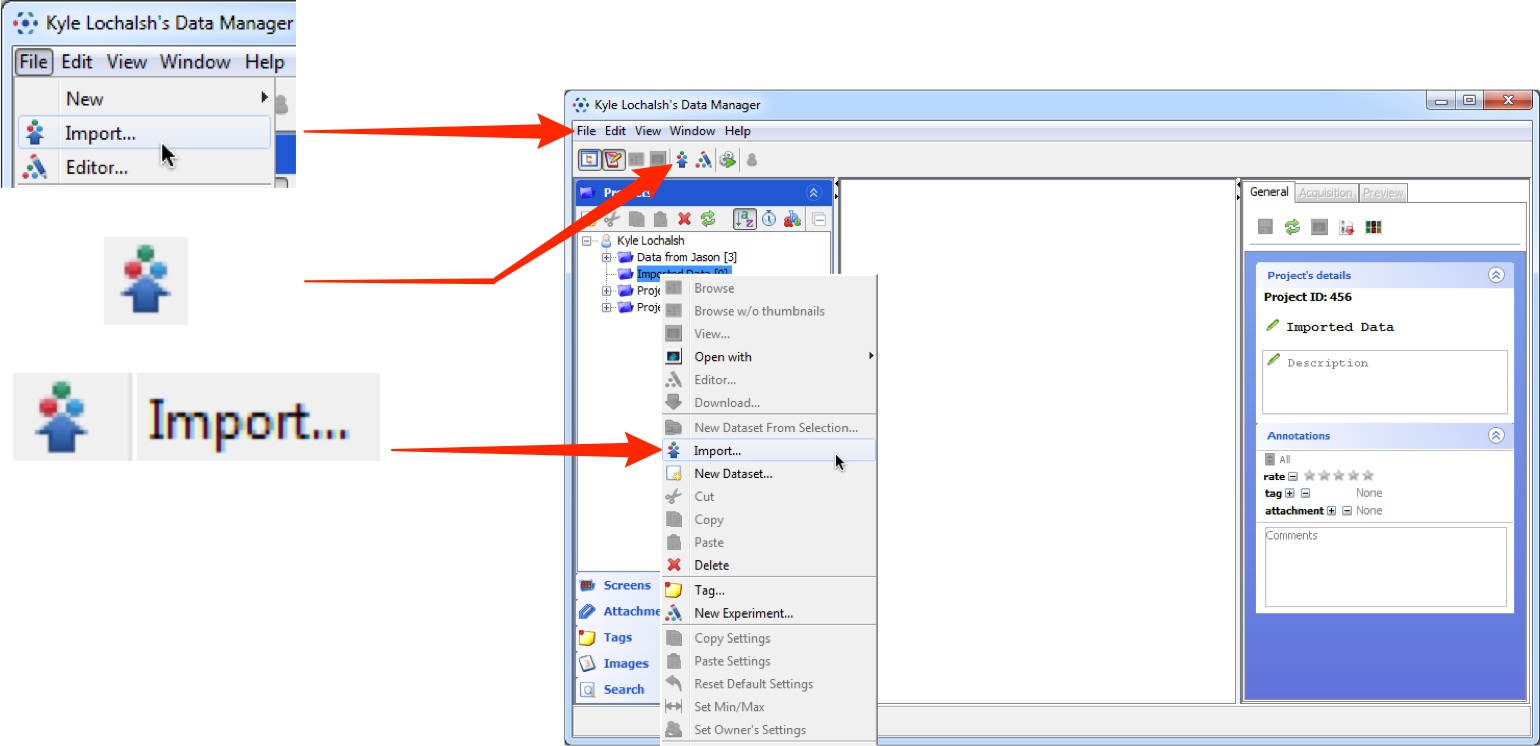 Kyle Lochalsh's Data Manager
File Edit View Window Help
New
Import...
Editor...
Import...
Kyle Lochalsh's Data Manager
File Edit View Window Help
Kyle Lochalsh
Data from Jason [3]
Imported Data [0]
Browse
Browse w/o thumbnails
View...
Open with
Editor...
Download...
New Dataset From Selection...
Import...
New Dataset...
Cut
Copy
Paste
Delete
Tag...
New Experiment...
Copy Settings
Paste Settings
Reset Default Settings
Set Min/Max
Set Owner's Settings
Screens
Tags
Images
Search
General Acquisition Preview
Project's details
Project ID: 456
Imported Data
Description
Annotations
All
rate
tag None
attachment None
Comments